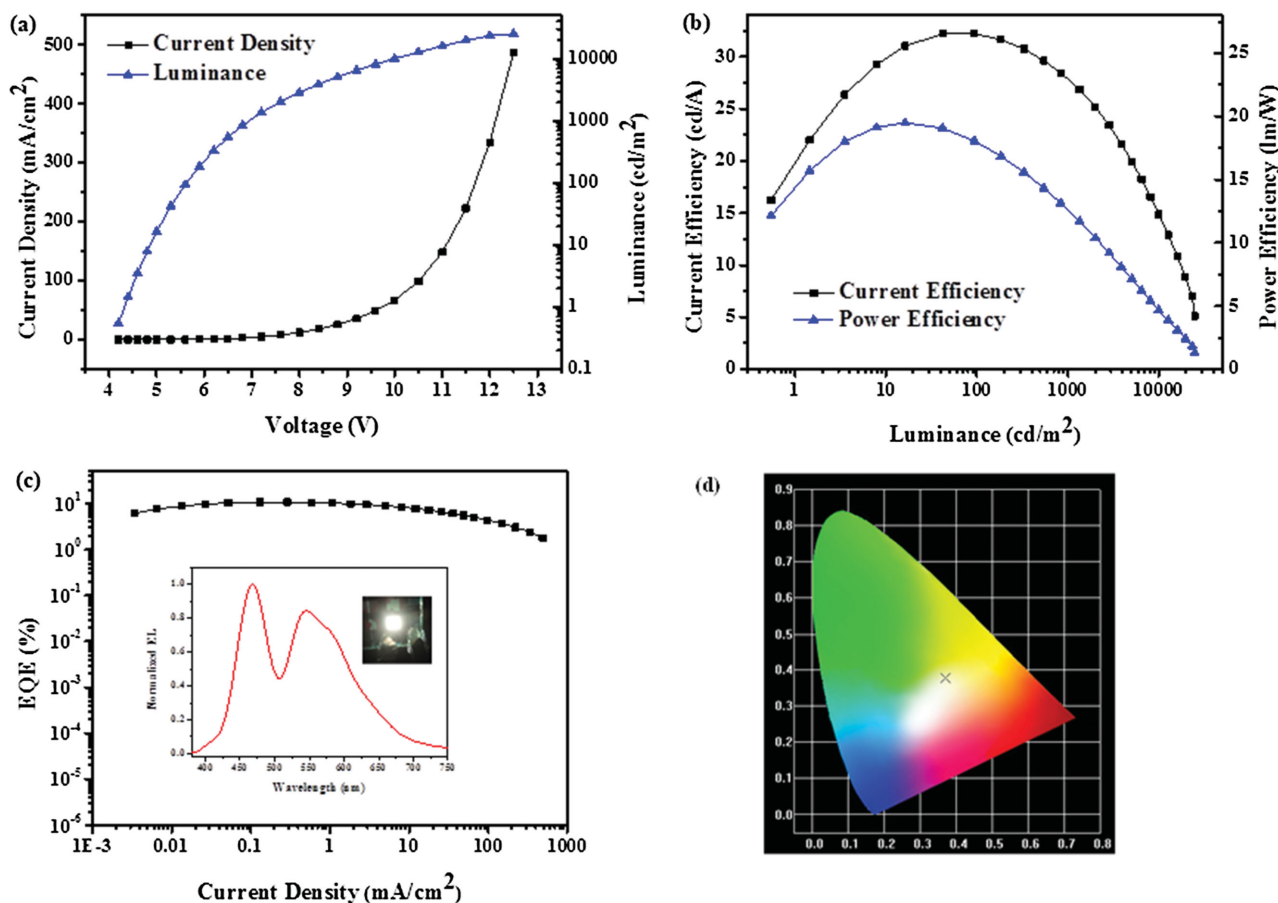 (a)
Current Density
Luminance
500
400
300
200
100
0
Current Density (mA/cm²)
10000
1000
100
10
1
0.1
Luminance (cd/m²)
4 5 6 7 8 9 10 11 12 13
Voltage (V)
(b)
30
25
20
15
10
5
0
Current Efficiency (cd/A)
Current Efficiency
Power Efficiency
25
20
15
10
5
0
Power Efficiency (lm/W)
1 10 100 1000 10000
Luminance (cd/m²)
(c)
10¹
10⁰
10⁻¹
10⁻²
10⁻³
10⁻⁴
10⁻⁵
10⁻⁶
EQE (%)
1.0
0.8
0.6
0.4
0.2
0.0
Normalized EL
400 450 500 550 600 650 700 750
Wavelength (nm)
1E-3 0.01 0.1 1 10 100 1000
Current Density (mA/cm²)
(d)
0.9
0.8
0.7
0.6
0.5
0.4
0.3
0.2
0.1
0.0
0.0 0.1 0.2 0.3 0.4 0.5 0.6 0.7 0.8